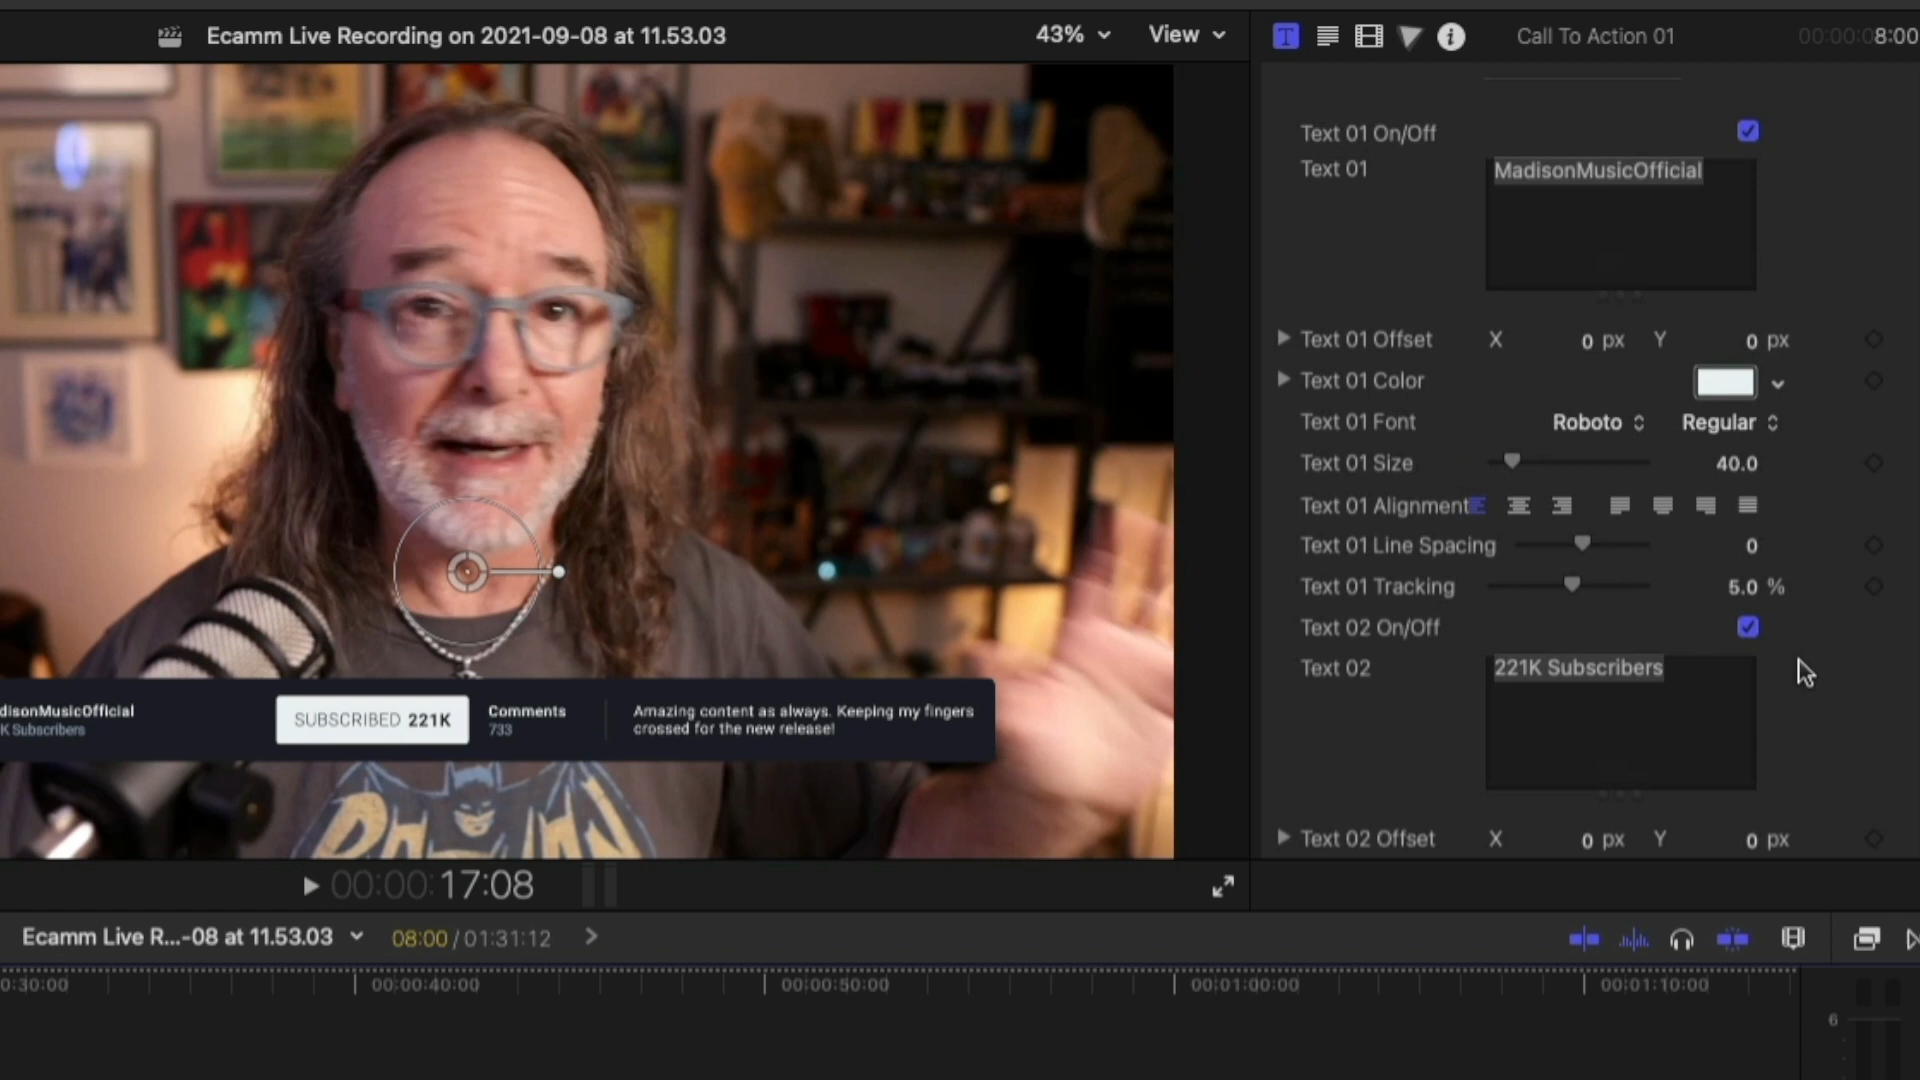 Ecamm Live Recording on 2021-09-08 at 11.53.03
43%
View
Call To Action 01
00:00:08:00
Text 01 On/Off
Text 01
MadisonMusicOfficial
Text 01 Offset X 0 px Y 0 px
Text 01 Color
Text 01 Font Roboto Regular
Text 01 Size 40.0
Text 01 Alignment
Text 01 Line Spacing 0
Text 01 Tracking 5.0 %
Text 02 On/Off
Text 02
221K Subscribers
Text 02 Offset X 0 px Y 0 px
disonMusicOfficial
K Subscribers
SUBSCRIBED 221K
Comments
733
Amazing content as always. Keeping my fingers
crossed for the new release!
00:00:17:08
Ecamm Live R...-08 at 11.53.03
08:00 / 01:31:12
0:30:00
00:00:40:00
00:00:50:00
00:01:00:00
00:01:10:00
6